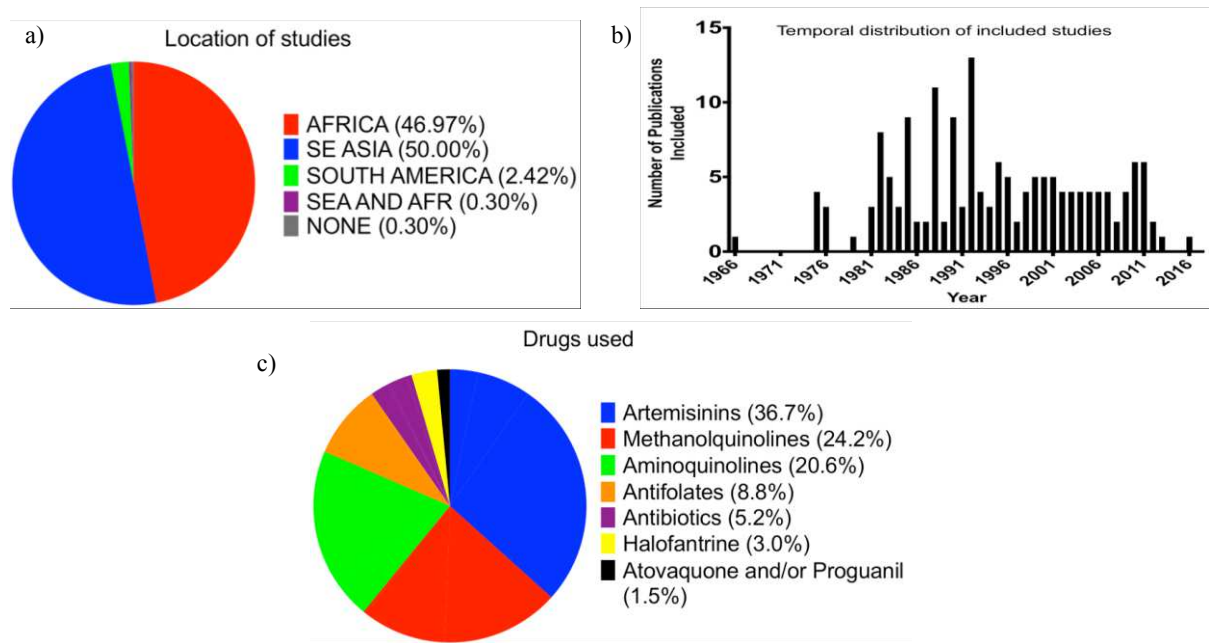 a)
Location of studies
AFRICA (46.97%)
SE ASIA (50.00%)
SOUTH AMERICA (2.42%)
SEA AND AFR (0.30%)
NONE (0.30%)
b)
Temporal distribution of included studies
Number of Publications
Included
15
10
5
0
1966
1971
1976
1981
1986
1991
1996
2001
2006
2011
2016
Year
c)
Drugs used
Artemisinins (36.7%)
Methanolquinolines (24.2%)
Aminoquinolines (20.6%)
Antifolates (8.8%)
Antibiotics (5.2%)
Halofantrine (3.0%)
Atovaquone and/or Proguanil
(1.5%)